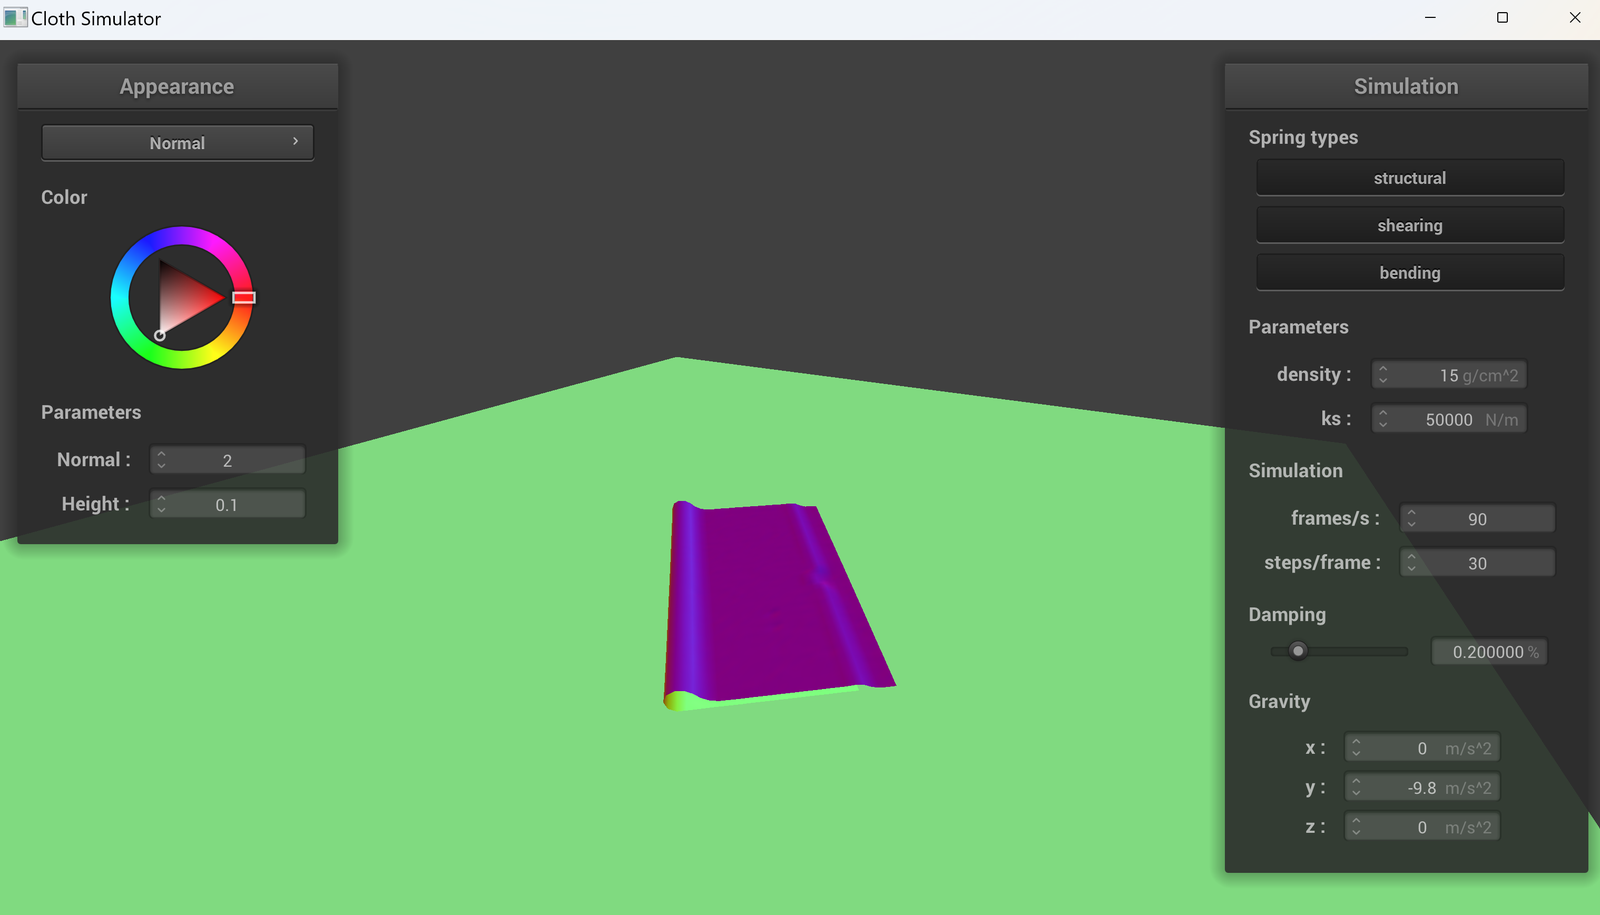 Cloth Simulator
Appearance
Normal
Color
Parameters
Normal : 2
Height : 0.1
Simulation
Spring types
structural
shearing
bending
Parameters
density : 15 g/cm^2
ks : 50000 N/m
Simulation
frames/s : 90
steps/frame : 30
Damping
0.200000 %
Gravity
x : 0 m/s^2
y : -9.8 m/s^2
z : 0 m/s^2